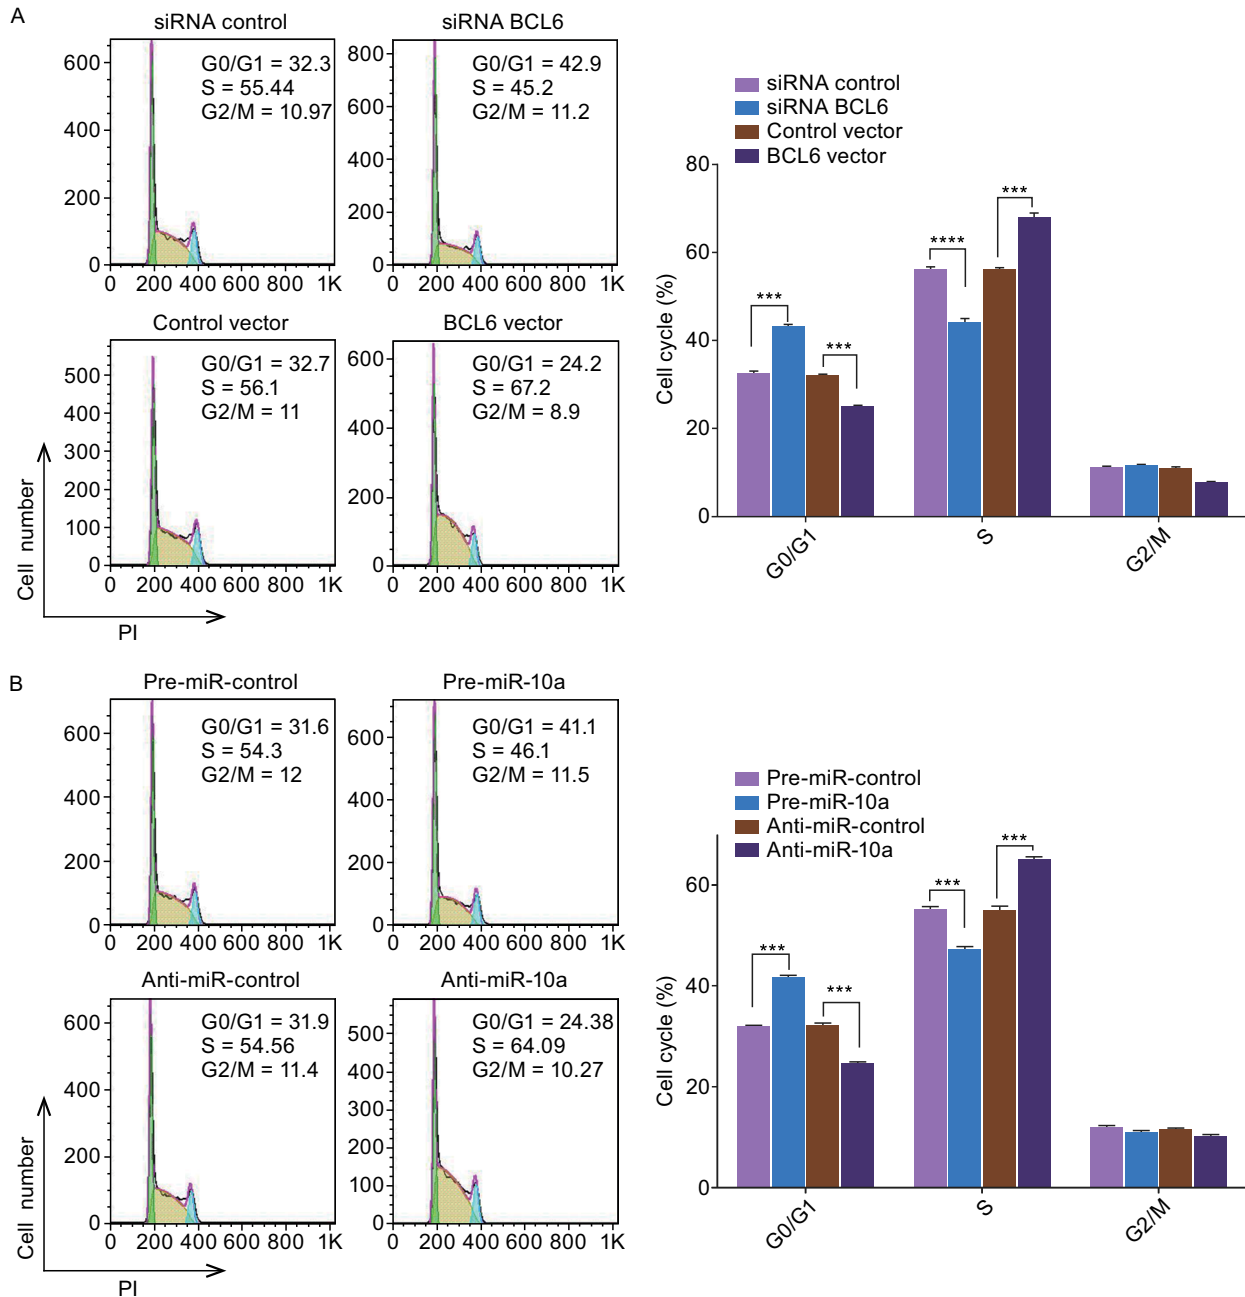 A
siRNA control
G0/G1 = 32.3
S = 55.44
G2/M = 10.97
600
400
200
0
0 200 400 600 800 1K
siRNA BCL6
G0/G1 = 42.9
S = 45.2
G2/M = 11.2
800
600
400
200
0
0 200 400 600 800 1K
Control vector
G0/G1 = 32.7
S = 56.1
G2/M = 11
500
400
300
200
100
0
0 200 400 600 800 1K
BCL6 vector
G0/G1 = 24.2
S = 67.2
G2/M = 8.9
600
400
200
0
0 200 400 600 800 1K
Cell number
PI
siRNA control
siRNA BCL6
Control vector
BCL6 vector
80
60
40
20
0
Cell cycle (%)
***
***
****
***
G0/G1
S
G2/M
B
Pre-miR-control
G0/G1 = 31.6
S = 54.3
G2/M = 12
600
400
200
0
0 200 400 600 800 1K
Pre-miR-10a
G0/G1 = 41.1
S = 46.1
G2/M = 11.5
600
400
200
0
0 200 400 600 800 1K
Anti-miR-control
G0/G1 = 31.9
S = 54.56
G2/M = 11.4
600
400
200
0
0 200 400 600 800 1K
Anti-miR-10a
G0/G1 = 24.38
S = 64.09
G2/M = 10.27
500
400
300
200
100
0
0 200 400 600 800 1K
Cell number
PI
Pre-miR-control
Pre-miR-10a
Anti-miR-control
Anti-miR-10a
60
40
20
0
Cell cycle (%)
***
***
***
***
G0/G1
S
G2/M